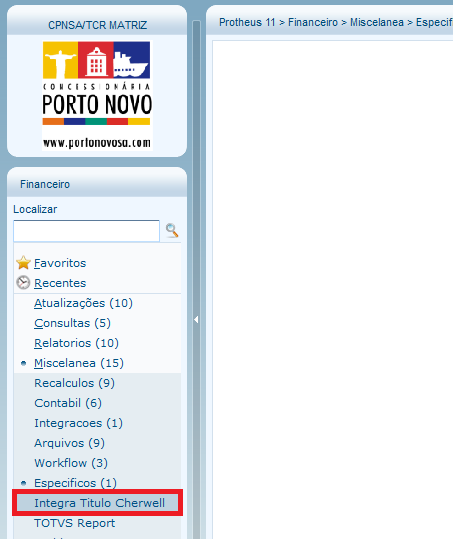 CPNSA/TCR MATRIZ
CONCESSIONÁRIA
PORTO NOVO
www.portonovosa.com
Protheus 11 > Financeiro > Miscelanea > Especifi
Financeiro
Localizar
Favoritos
Recentes
Atualizações (10)
Consultas (5)
Relatorios (10)
Miscelanea (15)
Recalculos (9)
Contabil (6)
Integracoes (1)
Arquivos (9)
Workflow (3)
Especificos (1)
Integra Titulo Cherwell
TOTVS Report